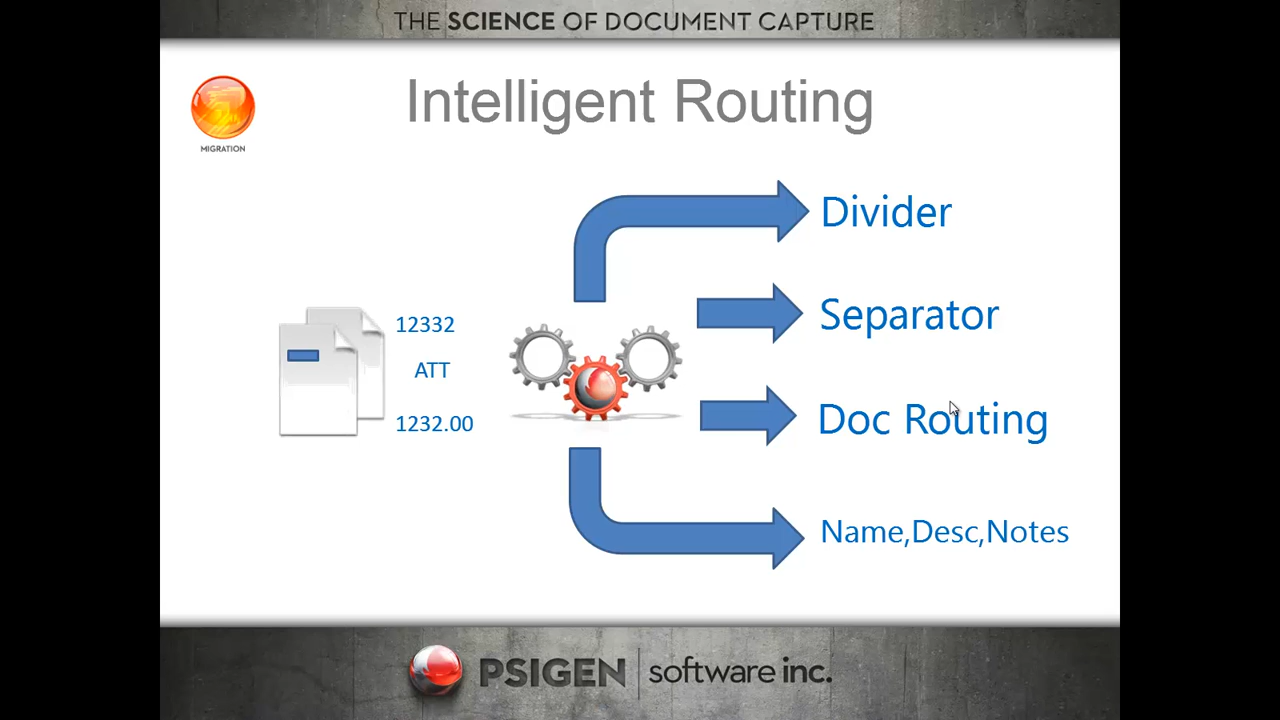 THE SCIENCE OF DOCUMENT CAPTURE
Intelligent Routing
MIGRATION
Divider
Separator
12332
ATT
1232.00
Doc Routing
Name,Desc,Notes
PSIGEN software inc.